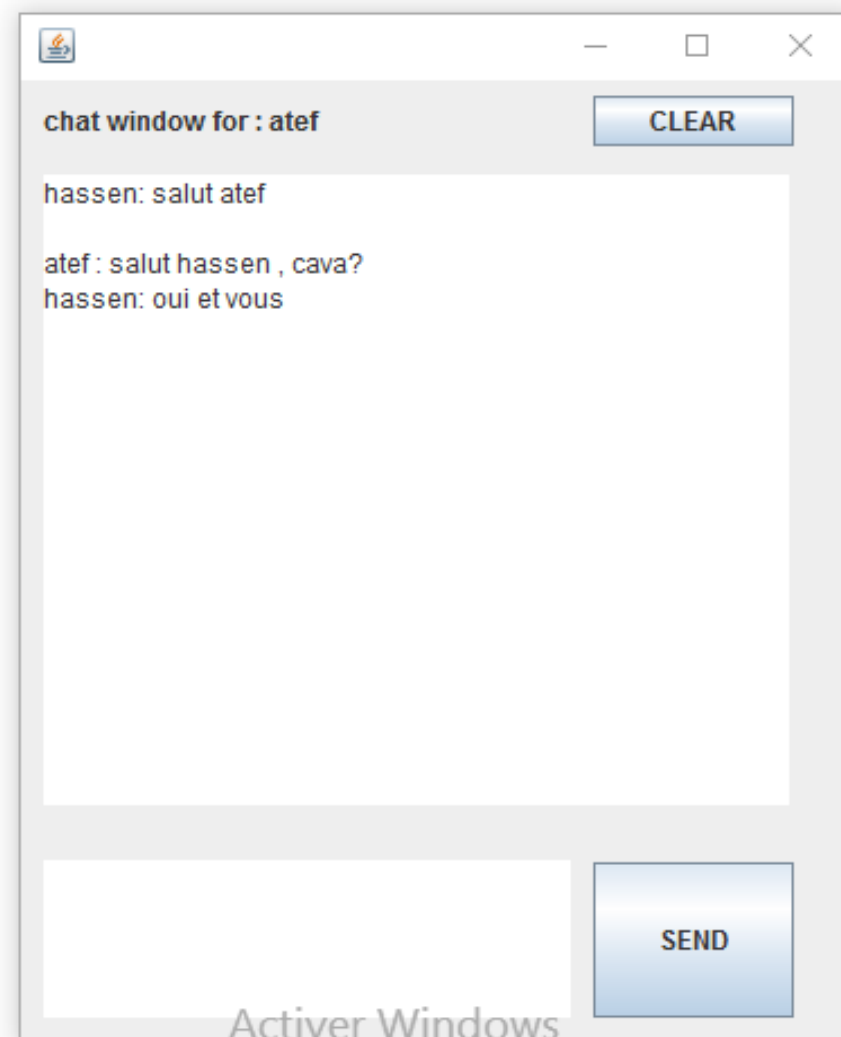 chat window for : atef
CLEAR
hassen: salut atef
atef : salut hassen , cava?
hassen: oui et vous
SEND
Activer Windows